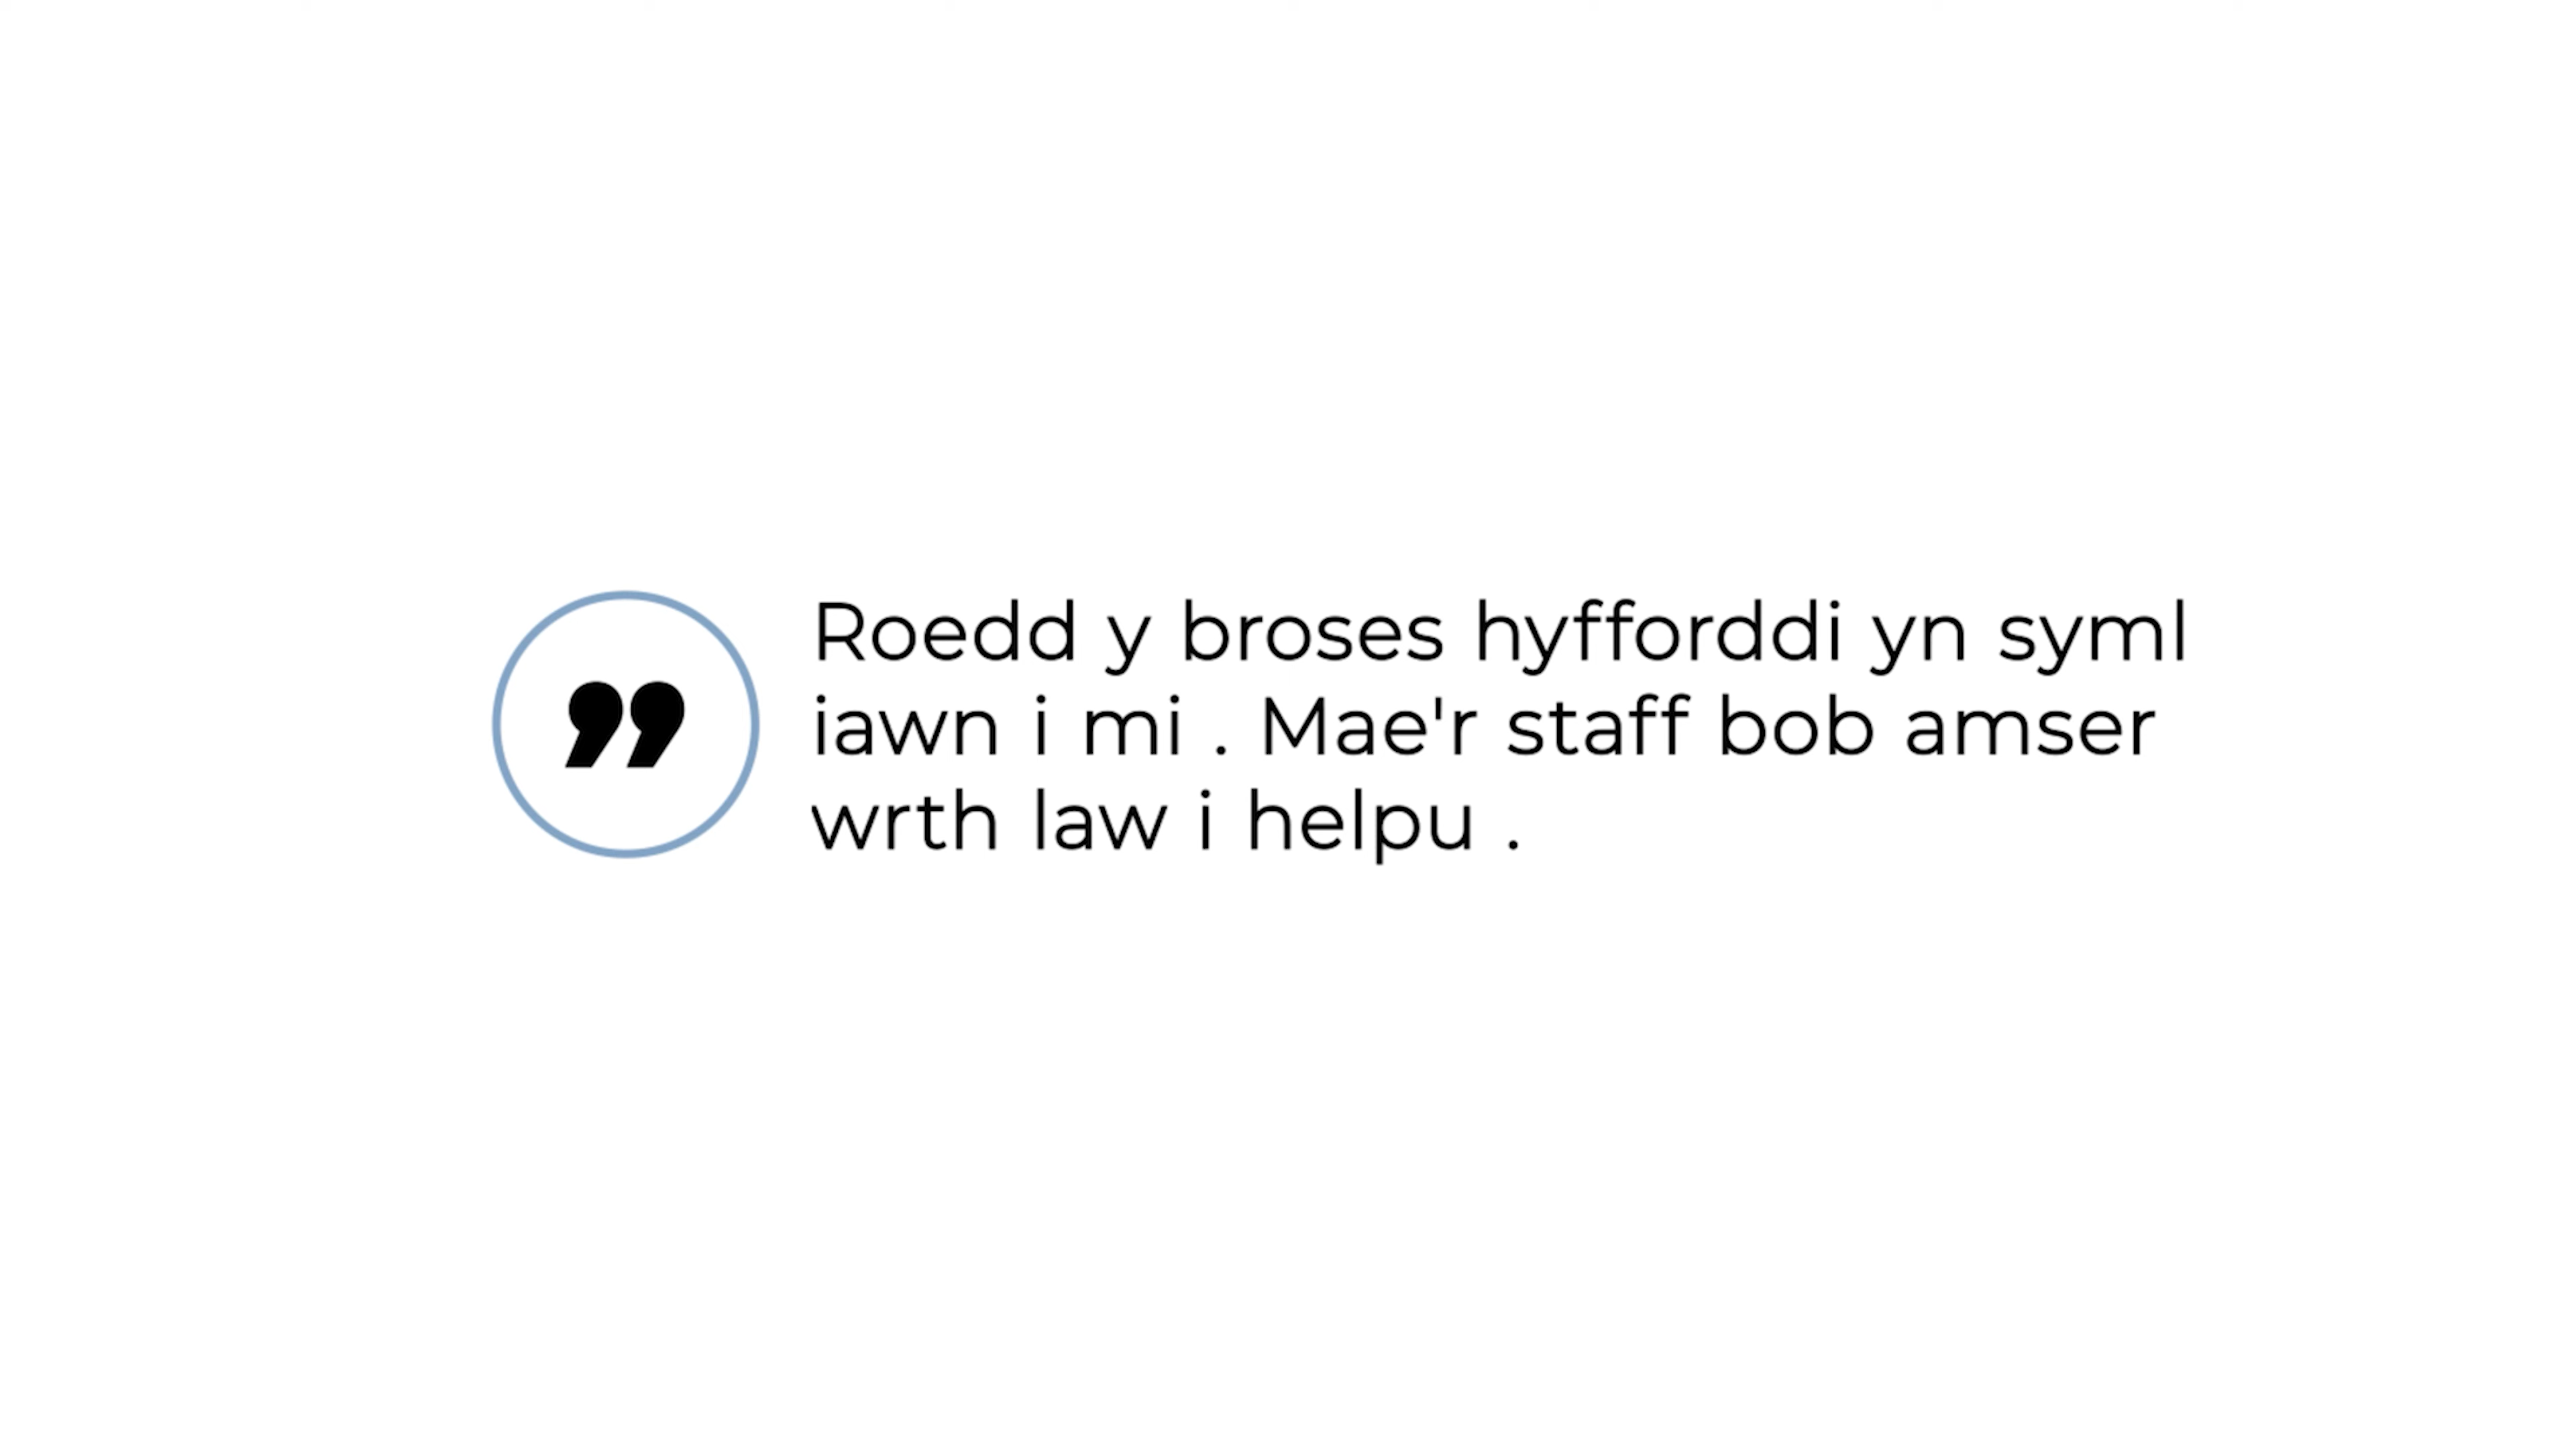 Roedd y broses hyfforddi yn syml
iawn i mi . Mae'r staff bob amser
wrth law i helpu .